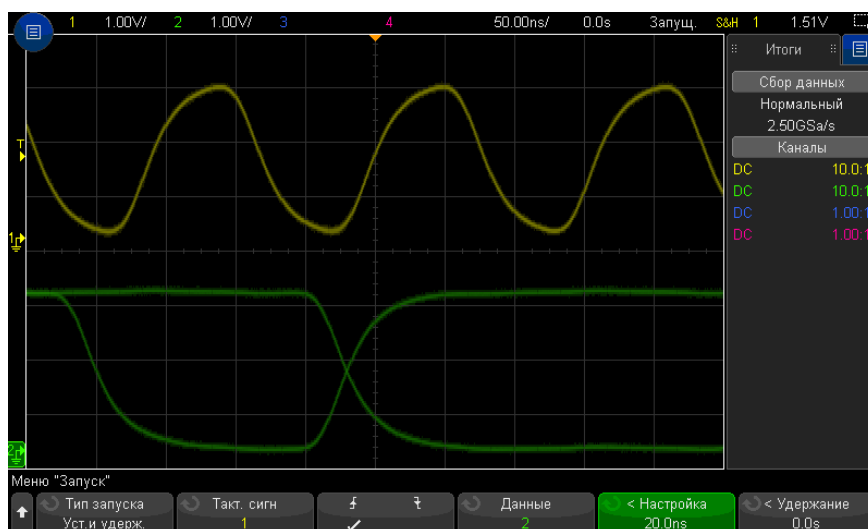 1 1.00V/ 2 1.00V/ 3 4 50.00ns/ 0.0s Запущ. S&H 1 1.51V
Итоги
Сбор данных
Нормальный
2.50GSa/s
Каналы
DC 10.0:1
DC 10.0:1
DC 1.00:1
DC 1.00:1
T
1
2
Меню "Запуск"
Тип запуска Такт. сигн Данные < Настройка < Удержание
Уст.и удерж. 1 2 20.0ns 0.0s